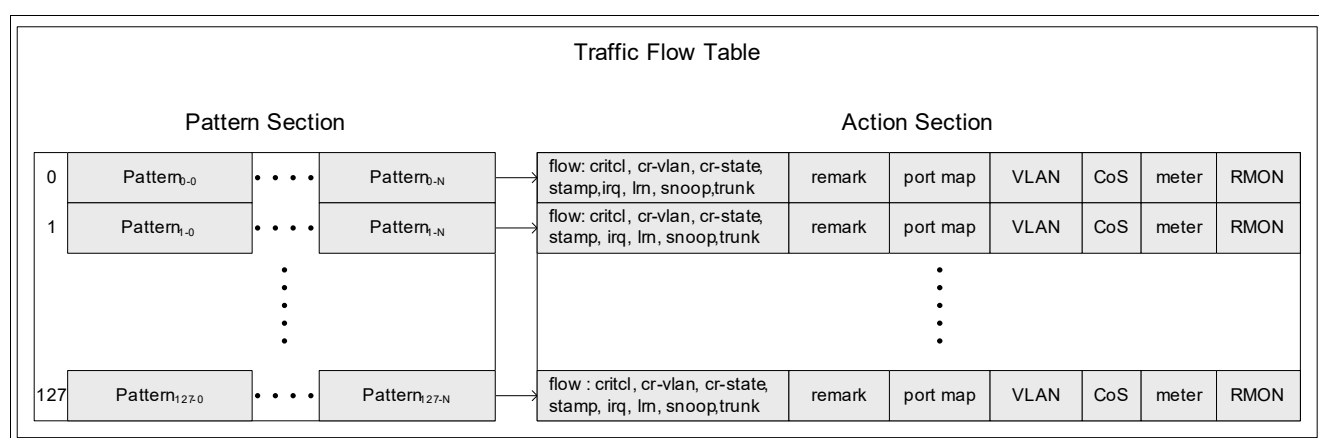 Traffic Flow Table
Pattern Section
Action Section
0 Pattern0-0 Pattern0-N flow: critcl, cr-vlan, cr-state, remark port map VLAN CoS meter RMON
stamp,irq, lrn, snoop,trunk
1 Pattern1-0 Pattern1-N flow: critcl, cr-vlan, cr-state, remark port map VLAN CoS meter RMON
stamp, irq, lrn, snoop,trunk
127 Pattern127-0 Pattern127-N flow : critcl, cr-vlan, cr-state, remark port map VLAN CoS meter RMON
stamp, irq, lrn, snoop,trunk